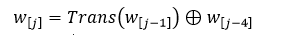 w[j] = Trans(w[j−1]) ⊕ w[j−4]